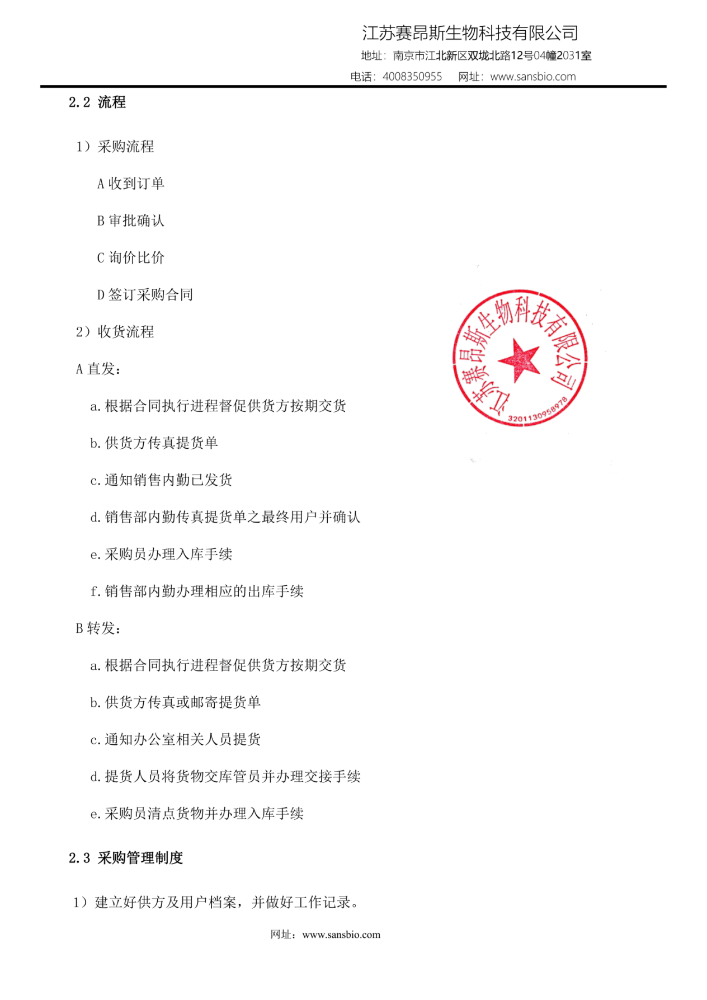 江苏赛昂斯生物科技有限公司
地址：南京市江北新区双垅北路12号04幢2031室
电话：4008350955 网址：www.sansbio.com
2.2 流程
1）采购流程
A 收到订单
B 审批确认
C 询价比价
D 签订采购合同
2）收货流程
A 直发：
a.根据合同执行进程督促供货方按期交货
b.供货方传真提货单
c.通知销售内勤已发货
d.销售部内勤传真提货单之最终用户并确认
e.采购员办理入库手续
f.销售部内勤办理相应的出库手续
江苏赛昂斯生物科技有限公司
3201130958978
B 转发：
a.根据合同执行进程督促供货方按期交货
b.供货方传真或邮寄提货单
c.通知办公室相关人员提货
d.提货人员将货物交库管员并办理交接手续
e.采购员清点货物并办理入库手续
2.3 采购管理制度
1）建立好供方及用户档案，并做好工作记录。
网址：www.sansbio.com